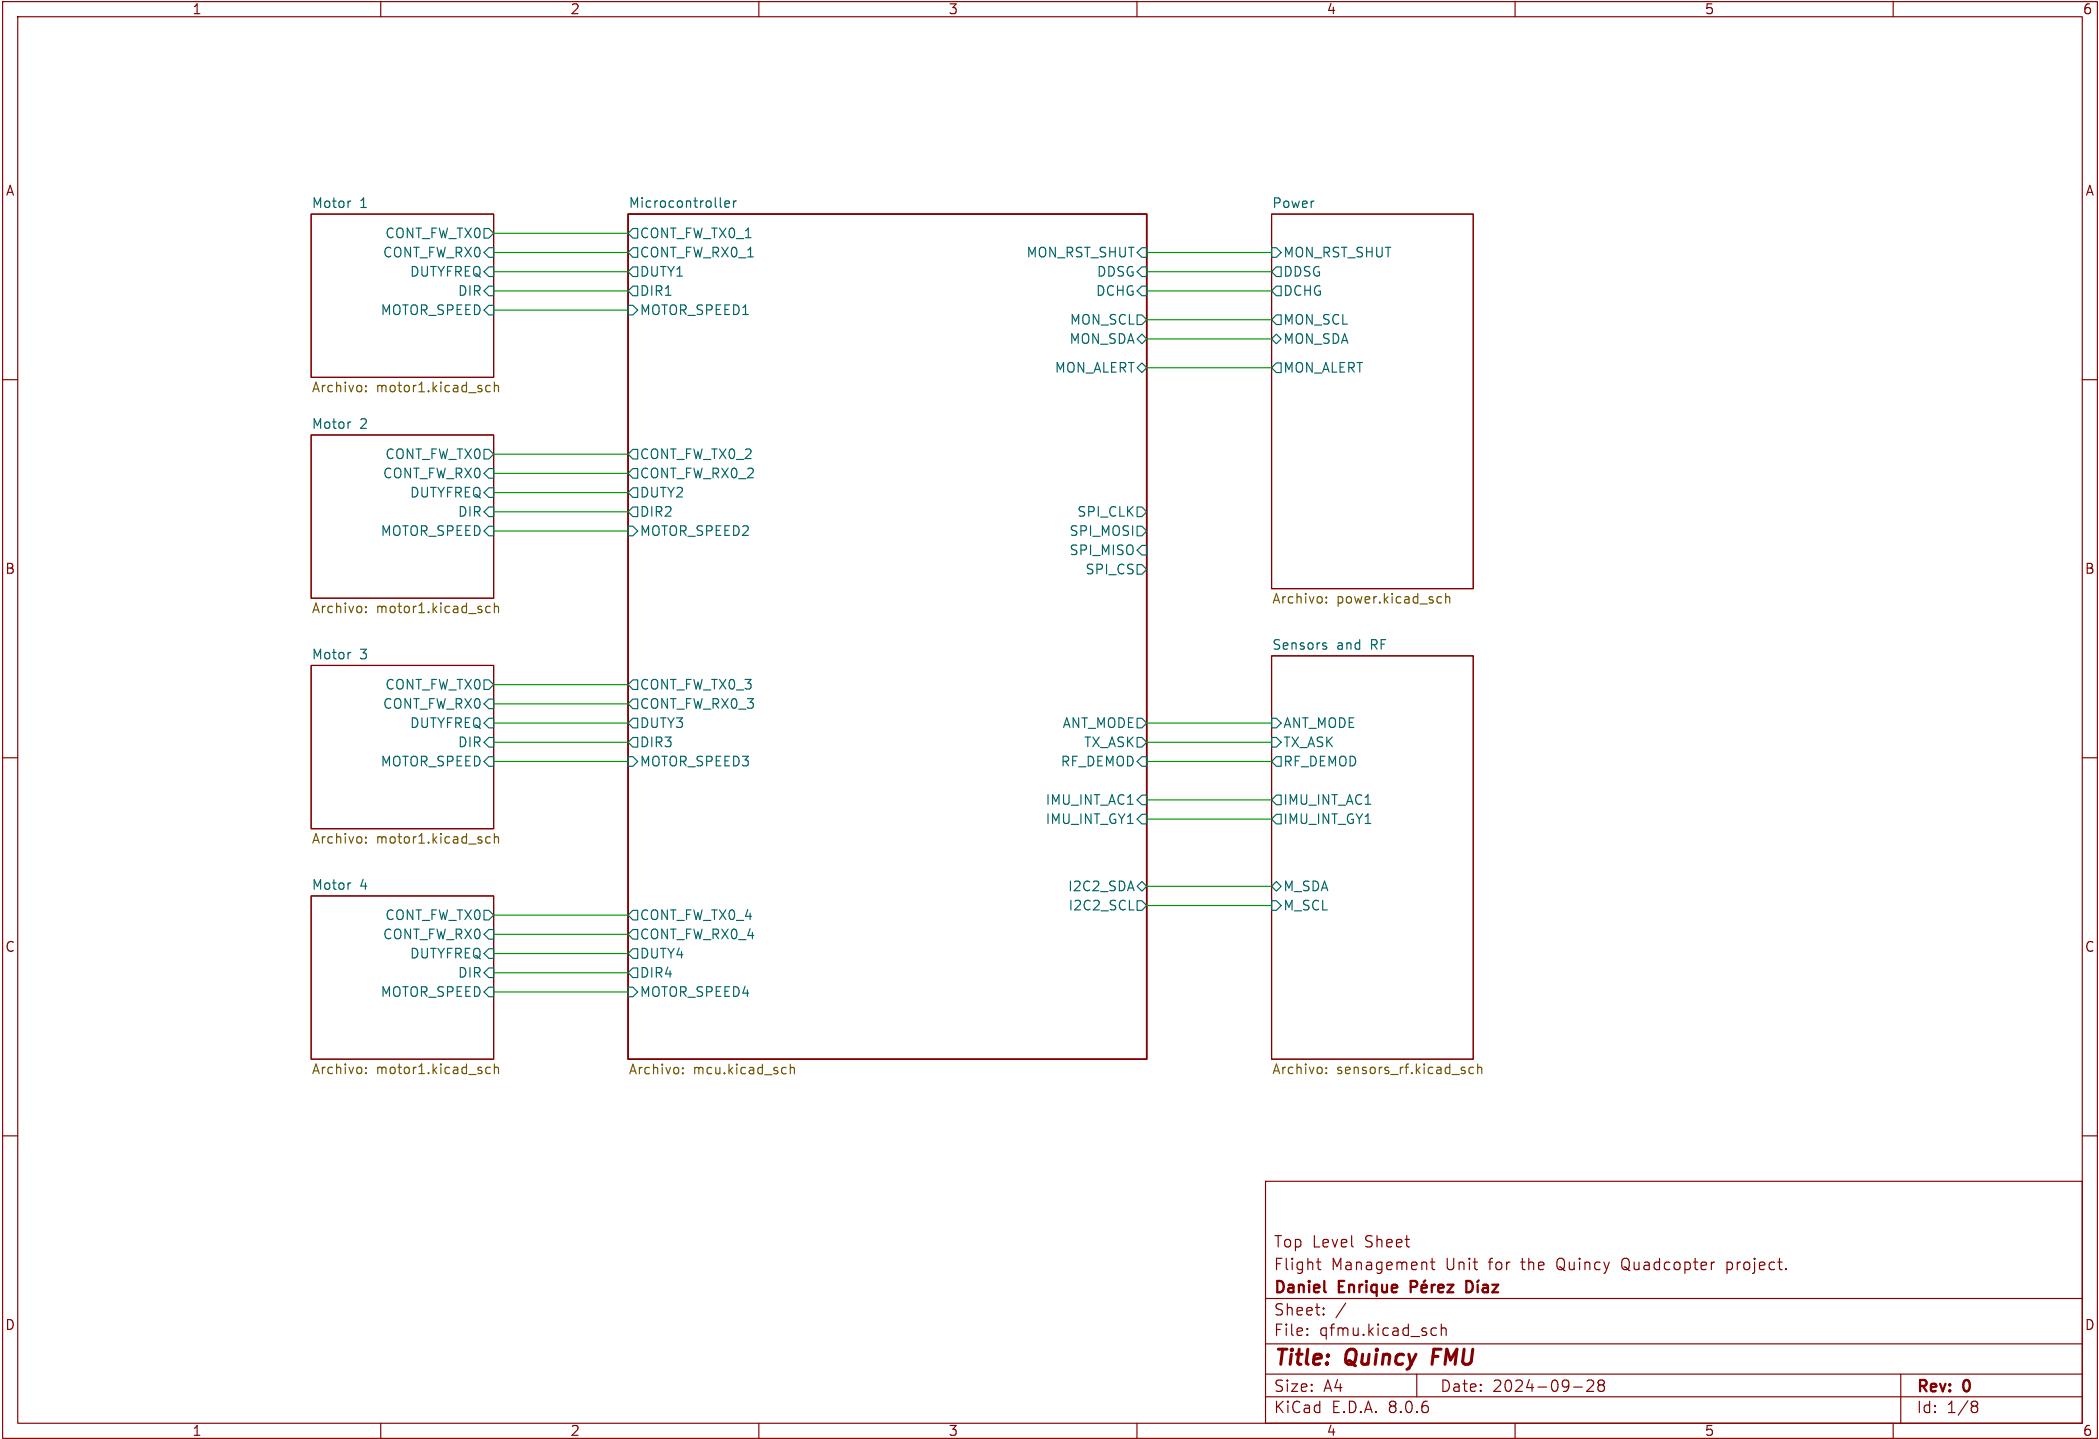 1 2 3 4 5 6
A A
B B
C C
D D
Motor 1
CONT_FW_TX0
CONT_FW_RX0
DUTYFREQ
DIR
MOTOR_SPEED
Archivo: motor1.kicad_sch
Motor 2
CONT_FW_TX0
CONT_FW_RX0
DUTYFREQ
DIR
MOTOR_SPEED
Archivo: motor1.kicad_sch
Motor 3
CONT_FW_TX0
CONT_FW_RX0
DUTYFREQ
DIR
MOTOR_SPEED
Archivo: motor1.kicad_sch
Motor 4
CONT_FW_TX0
CONT_FW_RX0
DUTYFREQ
DIR
MOTOR_SPEED
Archivo: motor1.kicad_sch
Microcontroller
CONT_FW_TX0_1
CONT_FW_RX0_1
DUTY1
DIR1
MOTOR_SPEED1
CONT_FW_TX0_2
CONT_FW_RX0_2
DUTY2
DIR2
MOTOR_SPEED2
CONT_FW_TX0_3
CONT_FW_RX0_3
DUTY3
DIR3
MOTOR_SPEED3
CONT_FW_TX0_4
CONT_FW_RX0_4
DUTY4
DIR4
MOTOR_SPEED4
MON_RST_SHUT
DDSG
DCHG
MON_SCL
MON_SDA
MON_ALERT
SPI_CLK
SPI_MOSI
SPI_MISO
SPI_CS
ANT_MODE
TX_ASK
RF_DEMOD
IMU_INT_AC1
IMU_INT_GY1
I2C2_SDA
I2C2_SCL
Archivo: mcu.kicad_sch
Power
MON_RST_SHUT
DDSG
DCHG
MON_SCL
MON_SDA
MON_ALERT
Archivo: power.kicad_sch
Sensors and RF
ANT_MODE
TX_ASK
RF_DEMOD
IMU_INT_AC1
IMU_INT_GY1
M_SDA
M_SCL
Archivo: sensors_rf.kicad_sch
Top Level Sheet
Flight Management Unit for the Quincy Quadcopter project.
Daniel Enrique Pérez Díaz
Sheet: /
File: qfmu.kicad_sch
Title: Quincy FMU
Size: A4 Date: 2024-09-28 Rev: 0
KiCad E.D.A. 8.0.6 Id: 1/8
1 2 3 4 5 6